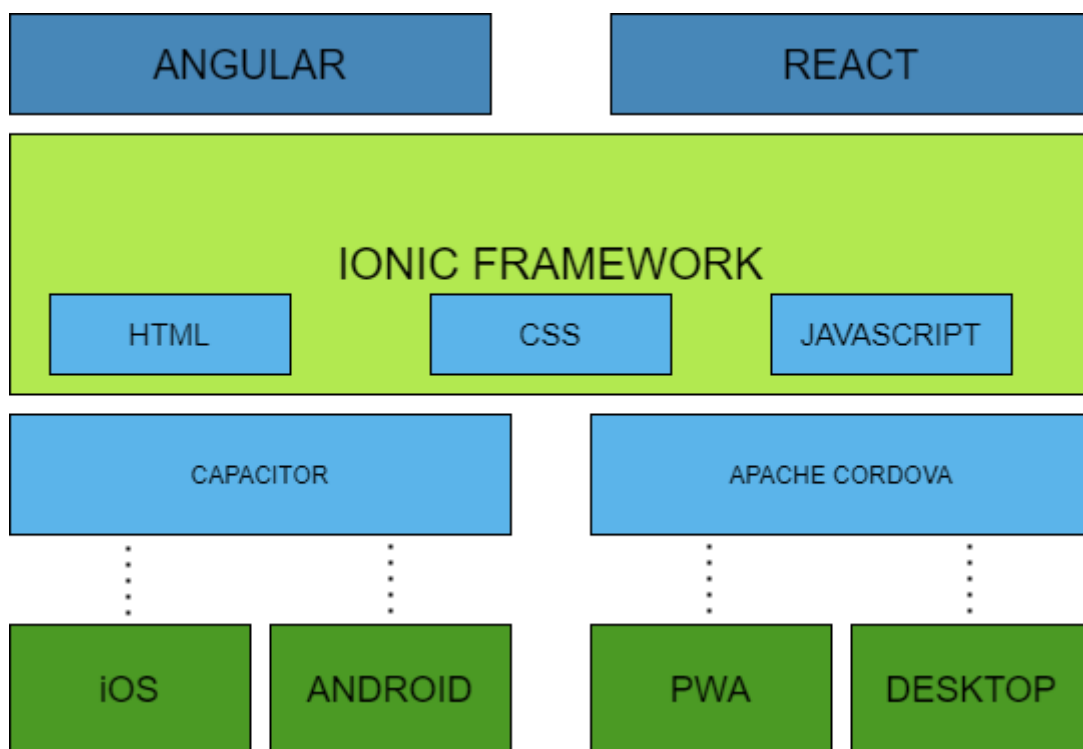 ANGULAR
REACT
IONIC FRAMEWORK
HTML
CSS
JAVASCRIPT
CAPACITOR
APACHE CORDOVA
iOS
ANDROID
PWA
DESKTOP